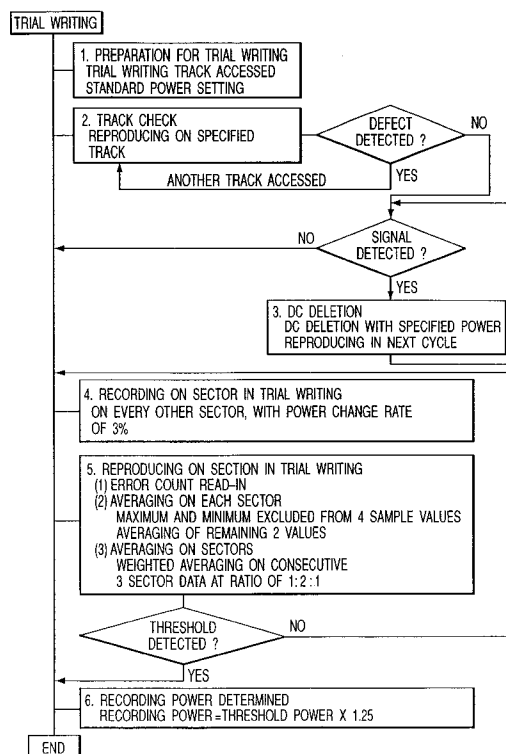 TRIAL WRITING
1. PREPARATION FOR TRIAL WRITING
TRIAL WRITING TRACK ACCESSED
STANDARD POWER SETTING
2. TRACK CHECK
REPRODUCING ON SPECIFIED
TRACK
DEFECT
DETECTED ?
NO
YES
ANOTHER TRACK ACCESSED
NO
SIGNAL
DETECTED ?
YES
3. DC DELETION
DC DELETION WITH SPECIFIED POWER
REPRODUCING IN NEXT CYCLE
4. RECORDING ON SECTOR IN TRIAL WRITING
ON EVERY OTHER SECTOR, WITH POWER CHANGE RATE
OF 3%
5. REPRODUCING ON SECTION IN TRIAL WRITING
(1) ERROR COUNT READ-IN
(2) AVERAGING ON EACH SECTOR
MAXIMUM AND MINIMUM EXCLUDED FROM 4 SAMPLE VALUES
AVERAGING OF REMAINING 2 VALUES
(3) AVERAGING ON SECTORS
WEIGHTED AVERAGING ON CONSECUTIVE
3 SECTOR DATA AT RATIO OF 1:2:1
THRESHOLD
DETECTED ?
NO
YES
6. RECORDING POWER DETERMINED
RECORDING POWER=THRESHOLD POWER X 1.25
END